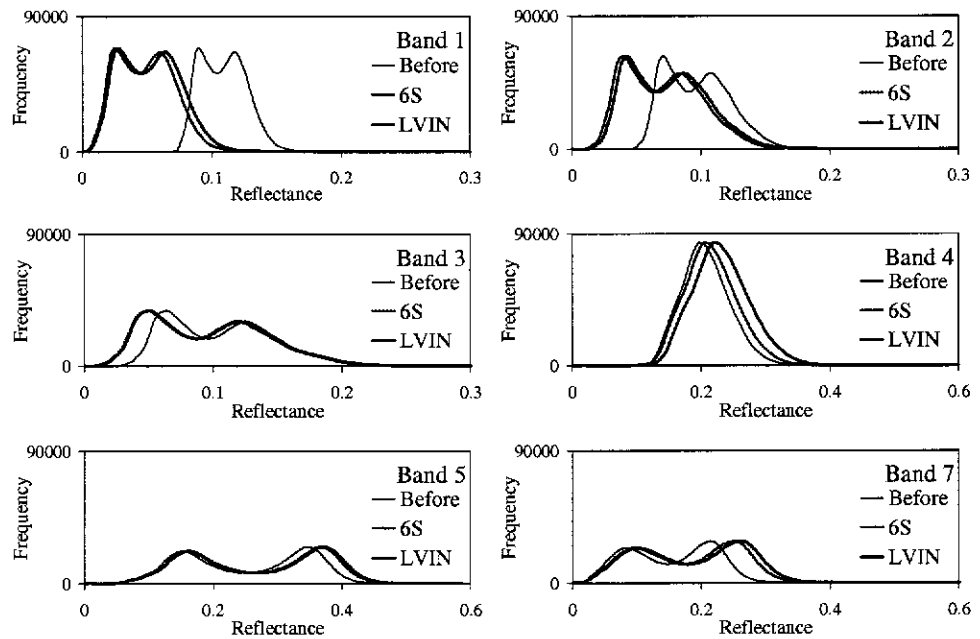 90000
Frequency
0
Band 1
Before
6S
LVIN
0
0.1
0.2
0.3
Reflectance
90000
Frequency
0
Band 2
Before
6S
LVIN
0
0.1
0.2
0.3
Reflectance
90000
Frequency
0
Band 3
Before
6S
LVIN
0
0.1
0.2
0.3
Reflectance
90000
Frequency
0
Band 4
Before
6S
LVIN
0
0.2
0.4
0.6
Reflectance
90000
Frequency
0
Band 5
Before
6S
LVIN
0
0.2
0.4
0.6
Reflectance
90000
Frequency
0
Band 7
Before
6S
LVIN
0
0.2
0.4
0.6
Reflectance